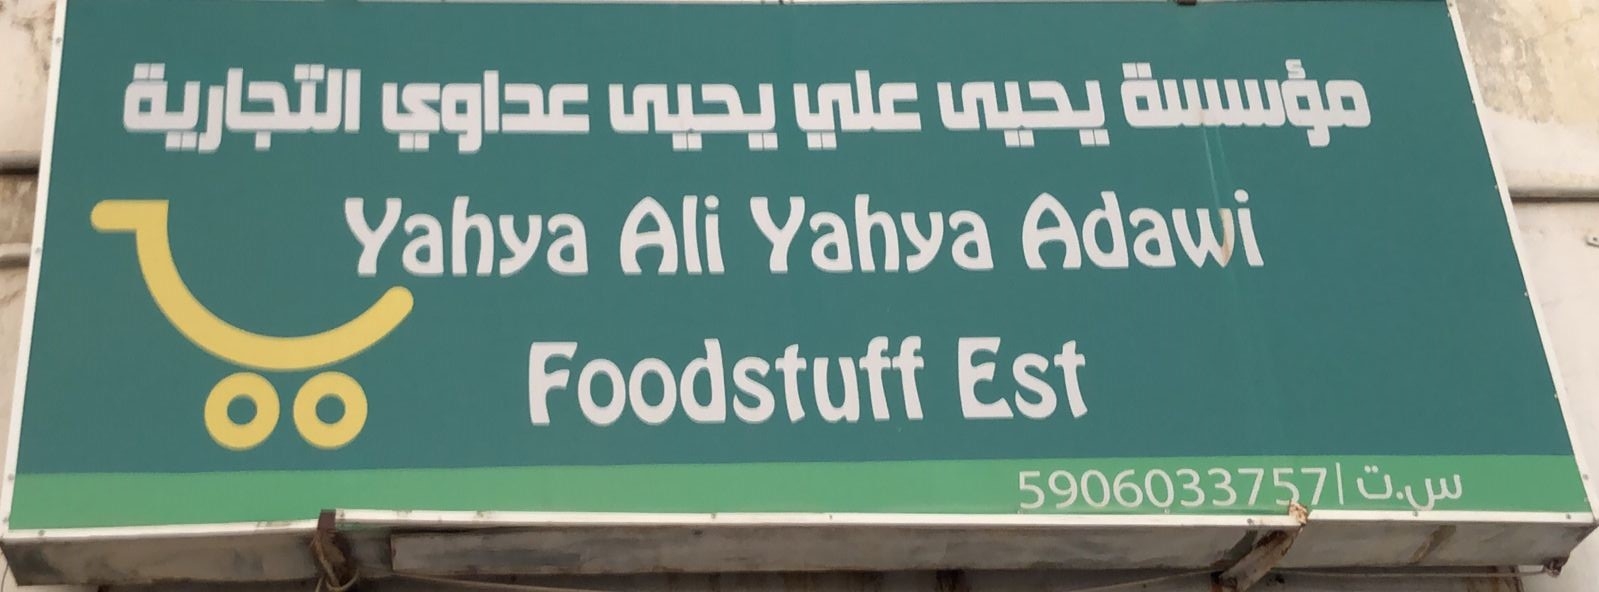 مؤسسة يحيى علي يحيى عداوي التجارية
Yahya Ali Yahya Adawi
Foodstuff Est
س.ت | 5906033757